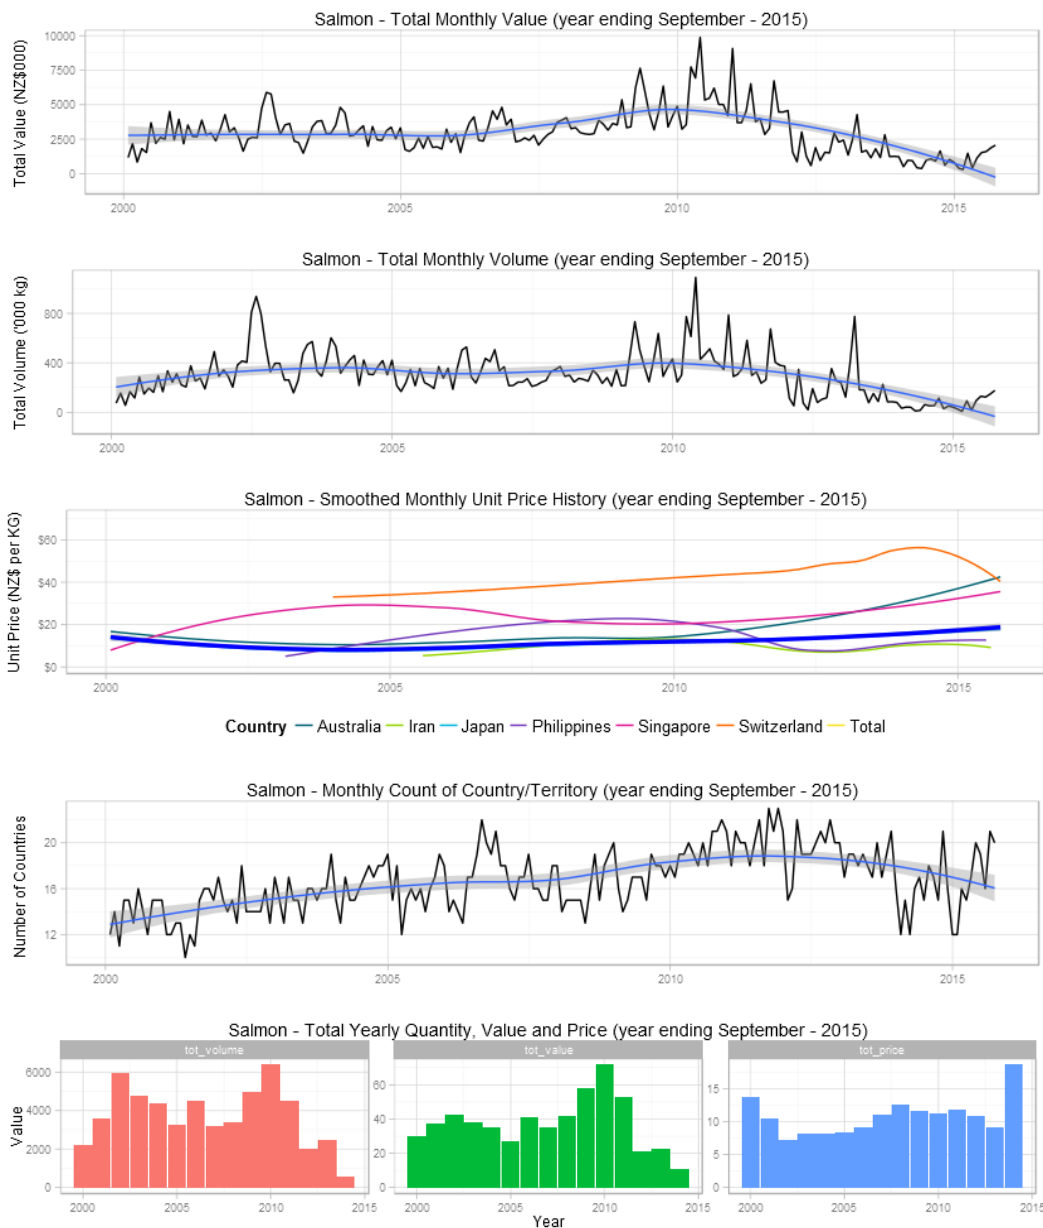 Salmon - Total Monthly Value (year ending September - 2015)
Total Value (NZ$000)
10000
7500
5000
2500
0
2000 2005 2010 2015
Salmon - Total Monthly Volume (year ending September - 2015)
Total Volume ('000 kg)
800
400
0
2000 2005 2010 2015
Salmon - Smoothed Monthly Unit Price History (year ending September - 2015)
Unit Price (NZ$ per KG)
$60
$40
$20
$0
2000 2005 2010 2015
Country Australia Iran Japan Philippines Singapore Switzerland Total
Salmon - Monthly Count of Country/Territory (year ending September - 2015)
Number of Countries
20
16
12
2000 2005 2010 2015
Salmon - Total Yearly Quantity, Value and Price (year ending September - 2015)
tot_volume tot_value tot_price
Value
6000
4000
2000
0
2000 2005 2010 2015
60
40
20
0
2000 2005 2010 2015
15
10
5
0
2000 2005 2010 2015
Year